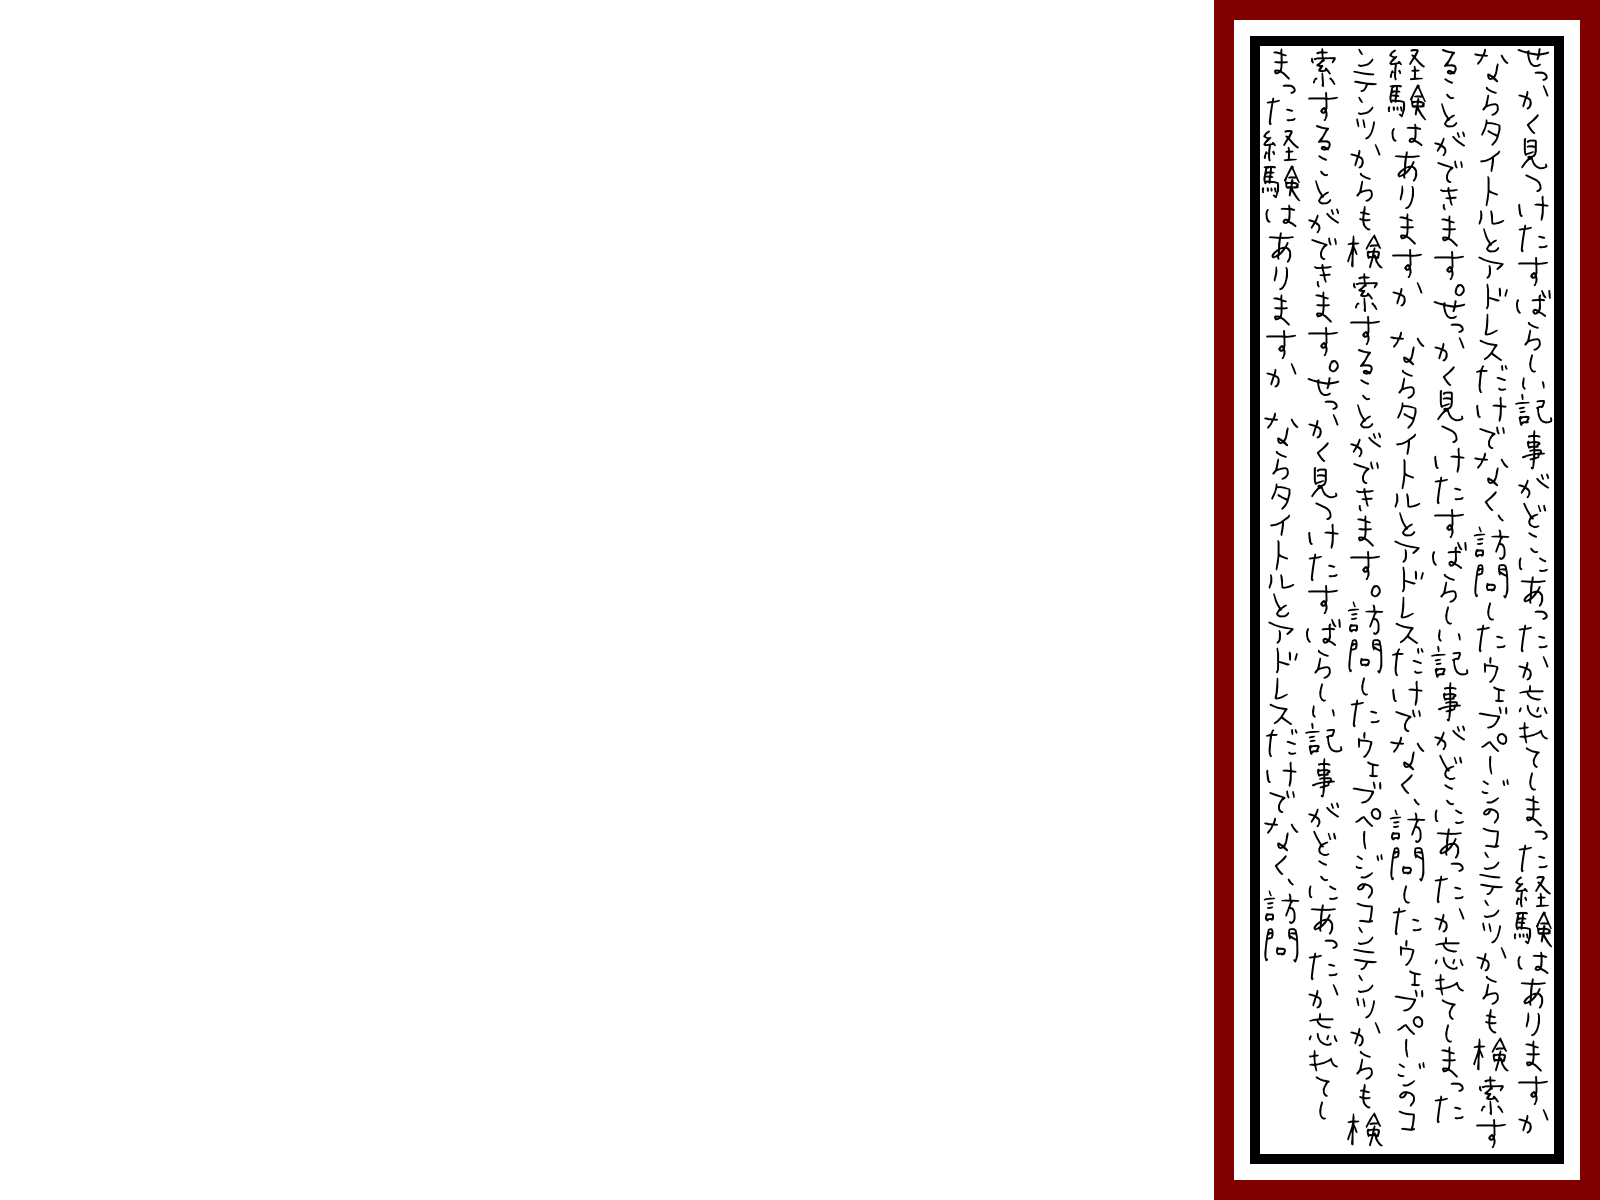 せっかく見つけたすばらしい記事がどこにあったか忘れてしまった経験はありますか
ならタイトルとアドレスだけでなく、訪問したウェブページのコンテンツからも検索す
ることができます。せっかく見つけたすばらしい記事がどこにあったか忘れてしまった
経験はありますか ならタイトルとアドレスだけでなく、訪問したウェブページのコ
ンテンツからも検索することができます。訪問したウェブページのコンテンツからも検
索することができます。せっかく見つけたすばらしい記事がどこにあったか忘れてし
まった経験はありますか ならタイトルとアドレスだけでなく、訪問